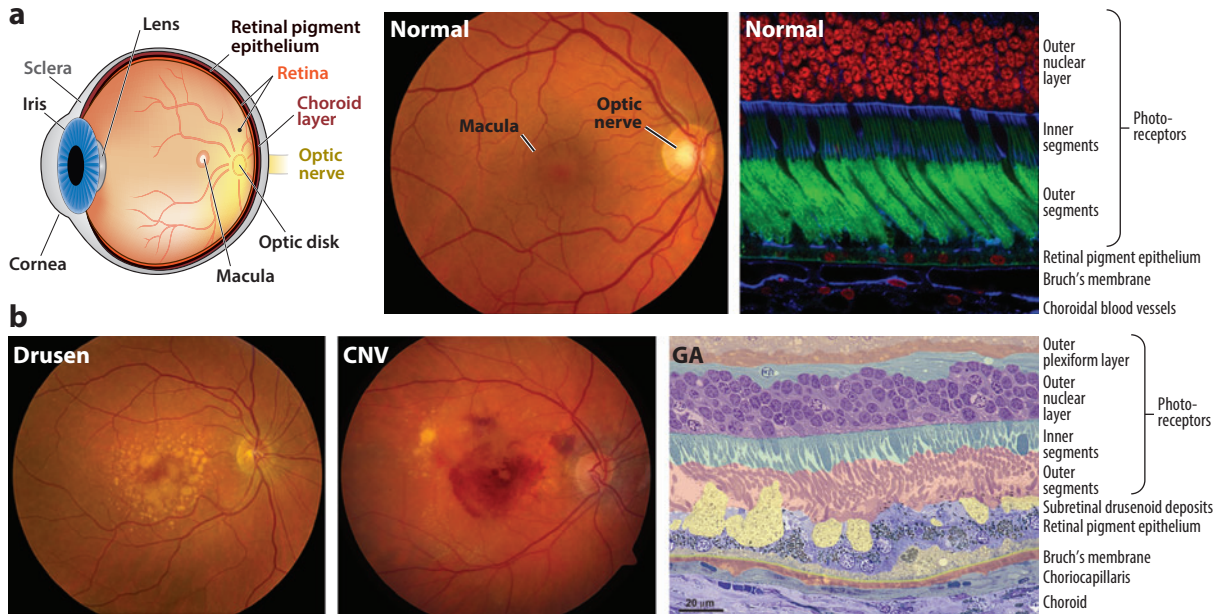 a
Lens
Retinal pigment
epithelium
Sclera
Retina
Iris
Choroid
layer
Optic
nerve
Optic disk
Cornea
Macula
Normal
Macula
Optic
nerve
Normal
Outer
nuclear
layer
Inner
segments
Photo-
receptors
Outer
segments
Retinal pigment epithelium
Bruch's membrane
Choroidal blood vessels
b
Drusen
CNV
GA
20 μm
Outer
plexiform layer
Outer
nuclear
layer
Photo-
receptors
Inner
segments
Outer
segments
Subretinal drusenoid deposits
Retinal pigment epithelium
Bruch's membrane
Choriocapillaris
Choroid